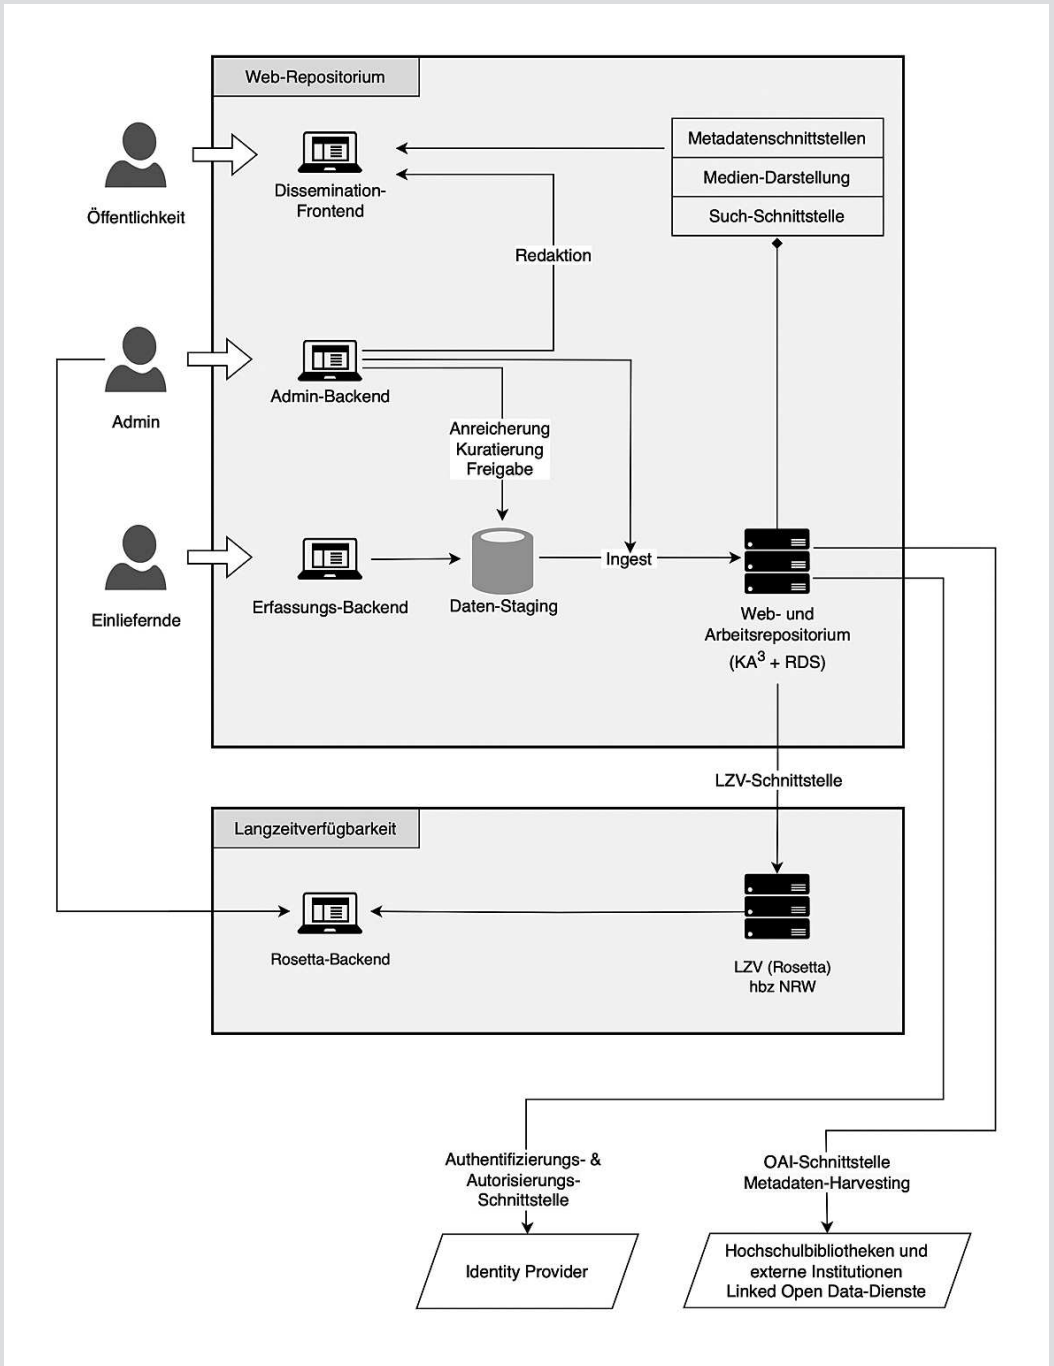 Web-Repositorium
Metadatenschnittstellen
Medien-Darstellung
Such-Schnittstelle
Dissemination-
Frontend
Öffentlichkeit
Redaktion
Admin-Backend
Admin
Anreicherung
Kuratierung
Freigabe
Ingest
Erfassungs-Backend
Daten-Staging
Einliefernde
Web- und
Arbeitsrepositorium
(KA³ + RDS)
LZV-Schnittstelle
Langzeitverfügbarkeit
Rosetta-Backend
LZV (Rosetta)
hbz NRW
Authentifizierungs- &
Autorisierungs-
Schnittstelle
OAI-Schnittstelle
Metadaten-Harvesting
Identity Provider
Hochschulbibliotheken und
externe Institutionen
Linked Open Data-Dienste